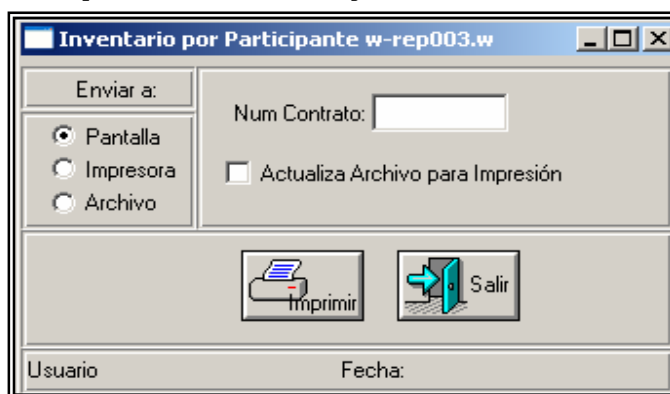 Inventario por Participante w-rep003.w
Enviar a:
Pantalla
Impresora
Archivo
Num Contrato:
Actualiza Archivo para Impresión
Imprimir
Salir
Usuario
Fecha: